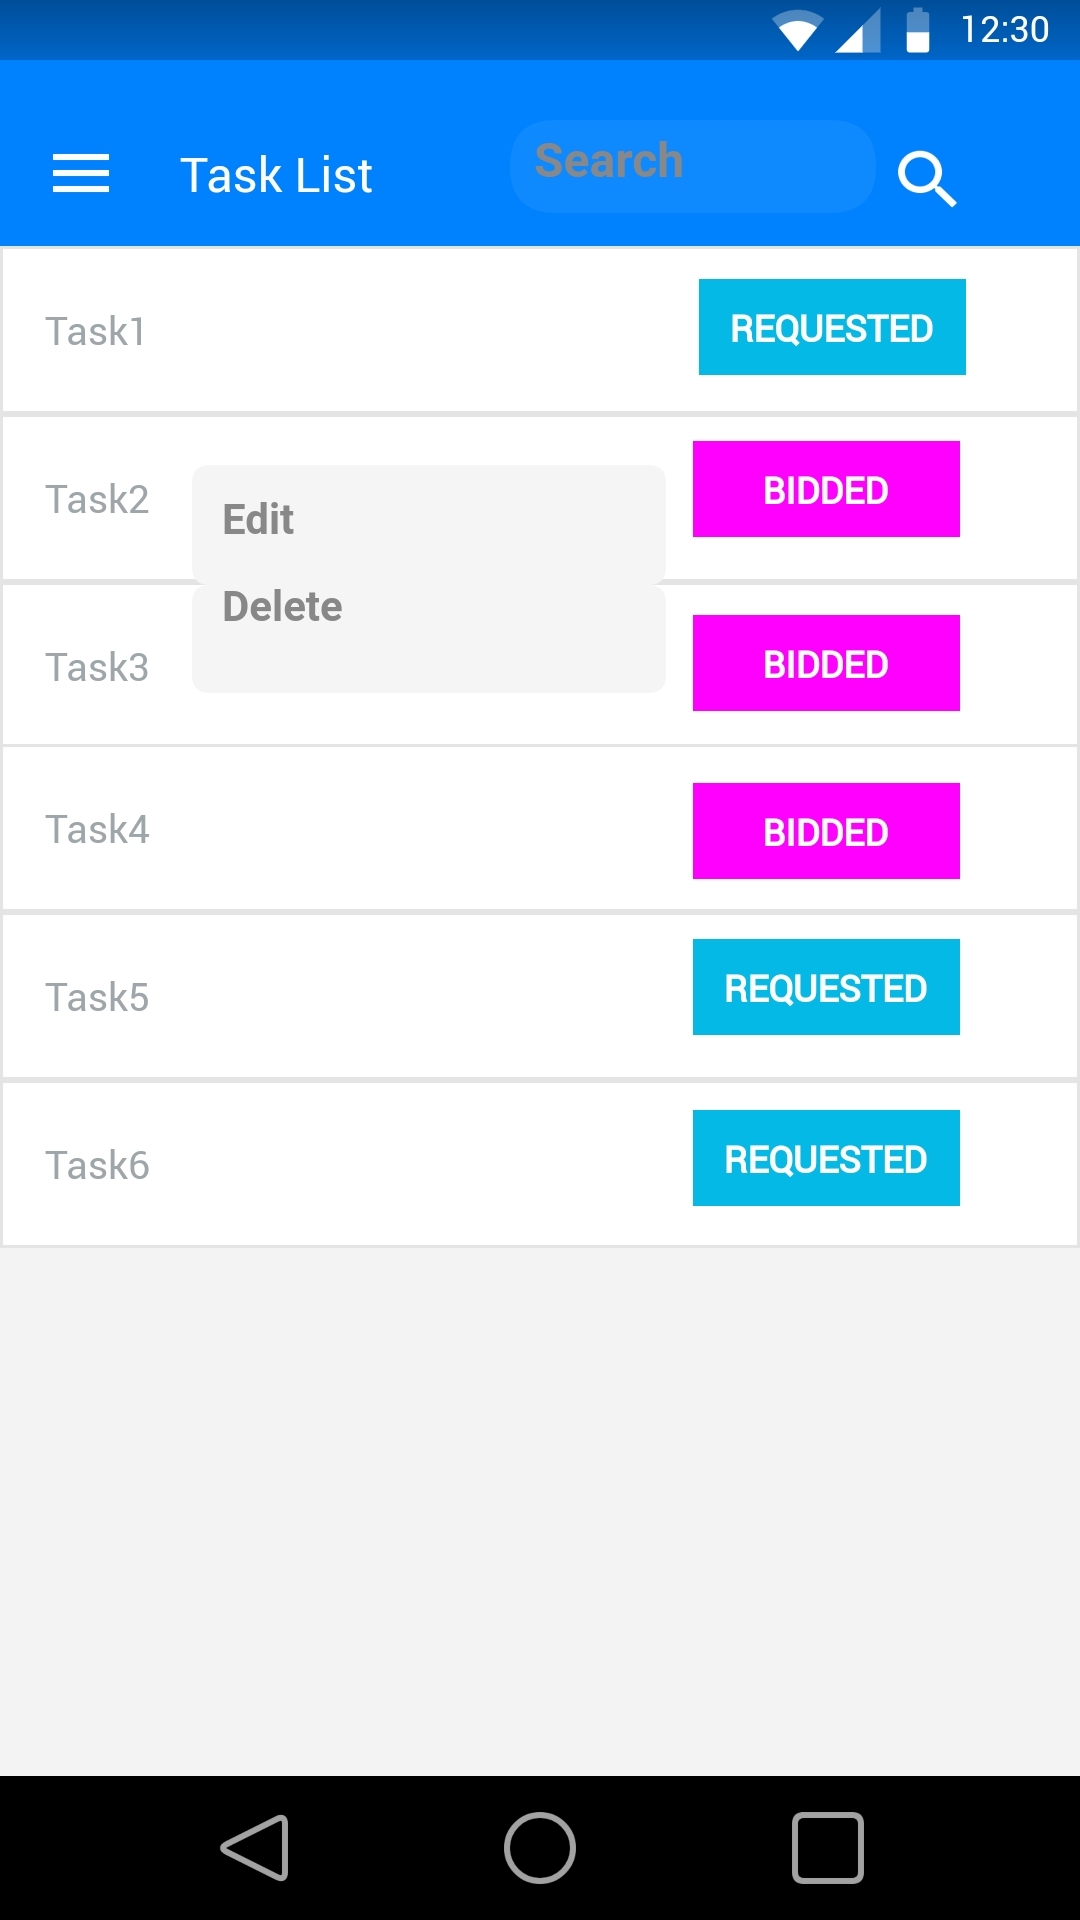 12:30
Task List
Search
Task1
REQUESTED
Task2
Edit
BIDDED
Delete
Task3
BIDDED
Task4
BIDDED
Task5
REQUESTED
Task6
REQUESTED